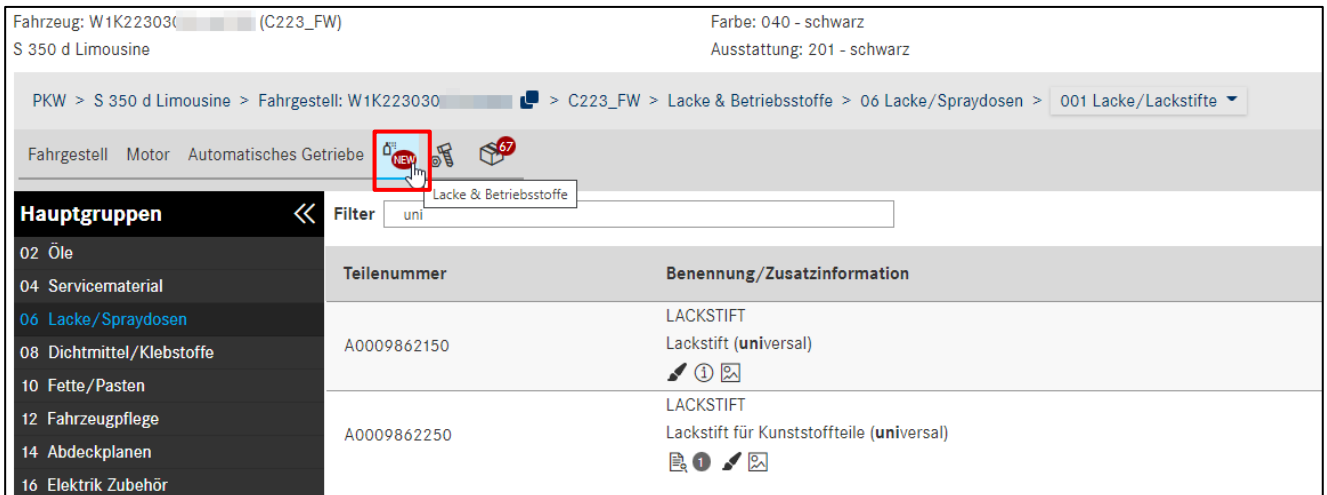 Fahrzeug: W1K22303 (C223_FW)
S 350 d Limousine
Farbe: 040 - schwarz
Ausstattung: 201 - schwarz
PKW > S 350 d Limousine > Fahrgestell: W1K223030 > C223_FW > Lacke & Betriebsstoffe > 06 Lacke/Spraydosen > 001 Lacke/Lackstifte
Fahrgestell Motor Automatisches Getriebe NEW 67
Lacke & Betriebsstoffe
Hauptgruppen
02 Öle
04 Servicematerial
06 Lacke/Spraydosen
08 Dichtmittel/Klebstoffe
10 Fette/Pasten
12 Fahrzeugpflege
14 Abdeckplanen
16 Elektrik Zubehör
Filter uni
Teilenummer Benennung/Zusatzinformation
LACKSTIFT
A0009862150 Lackstift (universal)
1
LACKSTIFT
A0009862250 Lackstift für Kunststoffteile (universal)
1